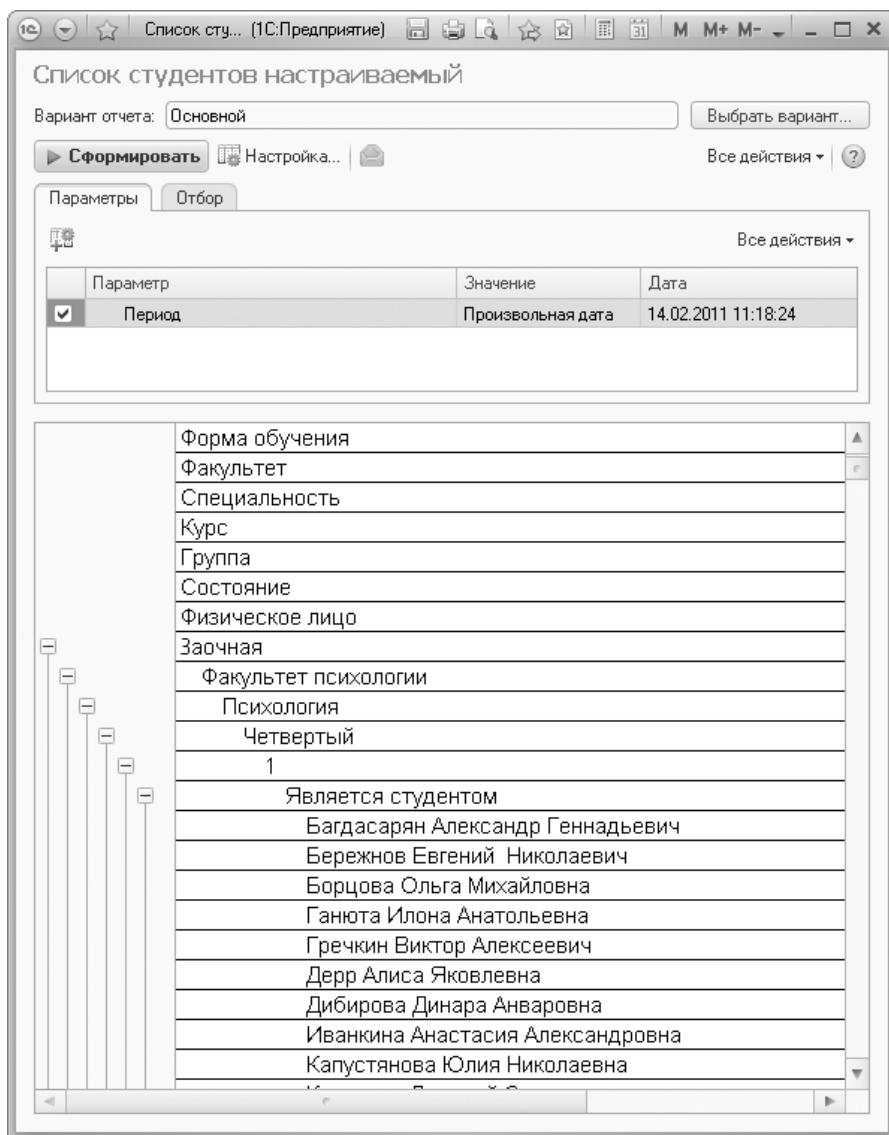 1С Список сту... (1С:Предприятие) 31 M M+ M-
Список студентов настраиваемый
Вариант отчета: Основной Выбрать вариант...
Сформировать Настройка... Все действия ?
Параметры Отбор
Все действия
Параметр Значение Дата
Период Произвольная дата 14.02.2011 11:18:24
Форма обучения
Факультет
Специальность
Курс
Группа
Состояние
Физическое лицо
Заочная
Факультет психологии
Психология
Четвертый
1
Является студентом
Багдасарян Александр Геннадьевич
Бережнов Евгений Николаевич
Борцова Ольга Михайловна
Ганюта Илона Анатольевна
Гречкин Виктор Алексеевич
Дерр Алиса Яковлевна
Дибирова Динара Анваровна
Иванкина Анастасия Александровна
Капустянова Юлия Николаевна